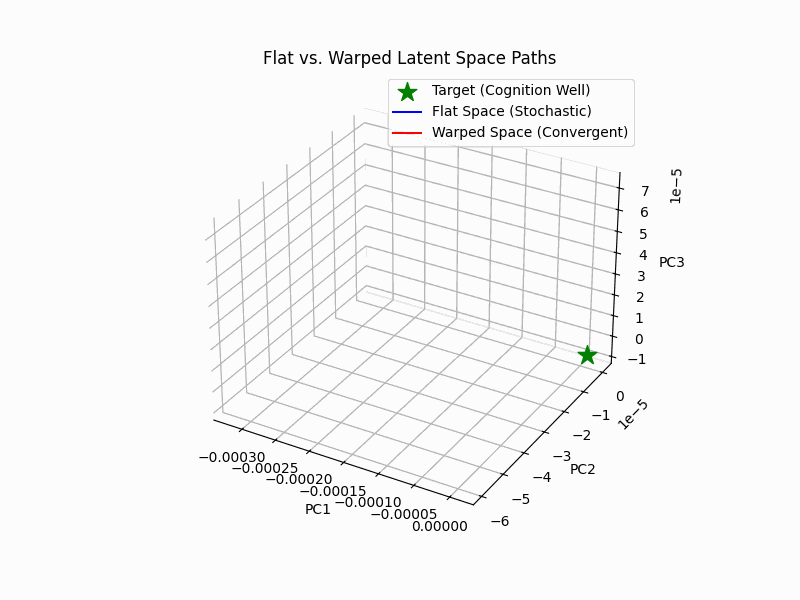 Flat vs. Warped Latent Space Paths
Target (Cognition Well)
Flat Space (Stochastic)
Warped Space (Convergent)
1e−5
7
6
5
4
3
2
1
0
−1
PC3
0
−1
−2
−3
−4
−5
−6
1e−5
PC2
−0.00030
−0.00025
−0.00020
−0.00015
−0.00010
−0.00005
0.00000
PC1